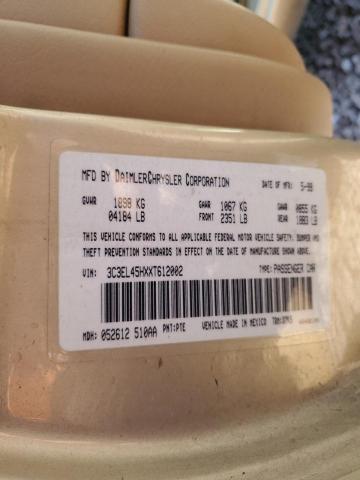 MFD BY DAIMLERCHRYSLER CORPORATION DATE OF MFR: 5-99
GVWR 1898 KG GAWR 1067 KG GAWR 0855 KG
04184 LB FRONT 2351 LB REAR 1883 LB
THIS VEHICLE CONFORMS TO ALL APPLICABLE FEDERAL MOTOR VEHICLE SAFETY, BUMPER AND
THEFT PREVENTION STANDARDS IN EFFECT ON THE DATE OF MANUFACTURE SHOWN ABOVE.
VIN: 3C3EL45HXXT612002 TYPE: PASSENGER CAR
MDH: 052612 510AA PNT: PTE VEHICLE MADE IN MEXICO TRM: